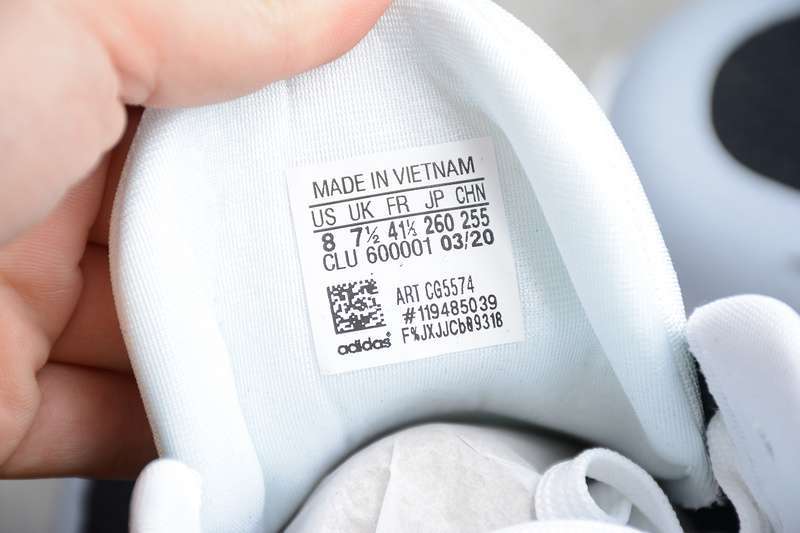 MADE IN VIETNAM
US UK FR JP CHN
8 7½ 41⅓ 260 255
CLU 600001 03/20
ART CG5574
#119485039
F%JXJJCb09318
adidas